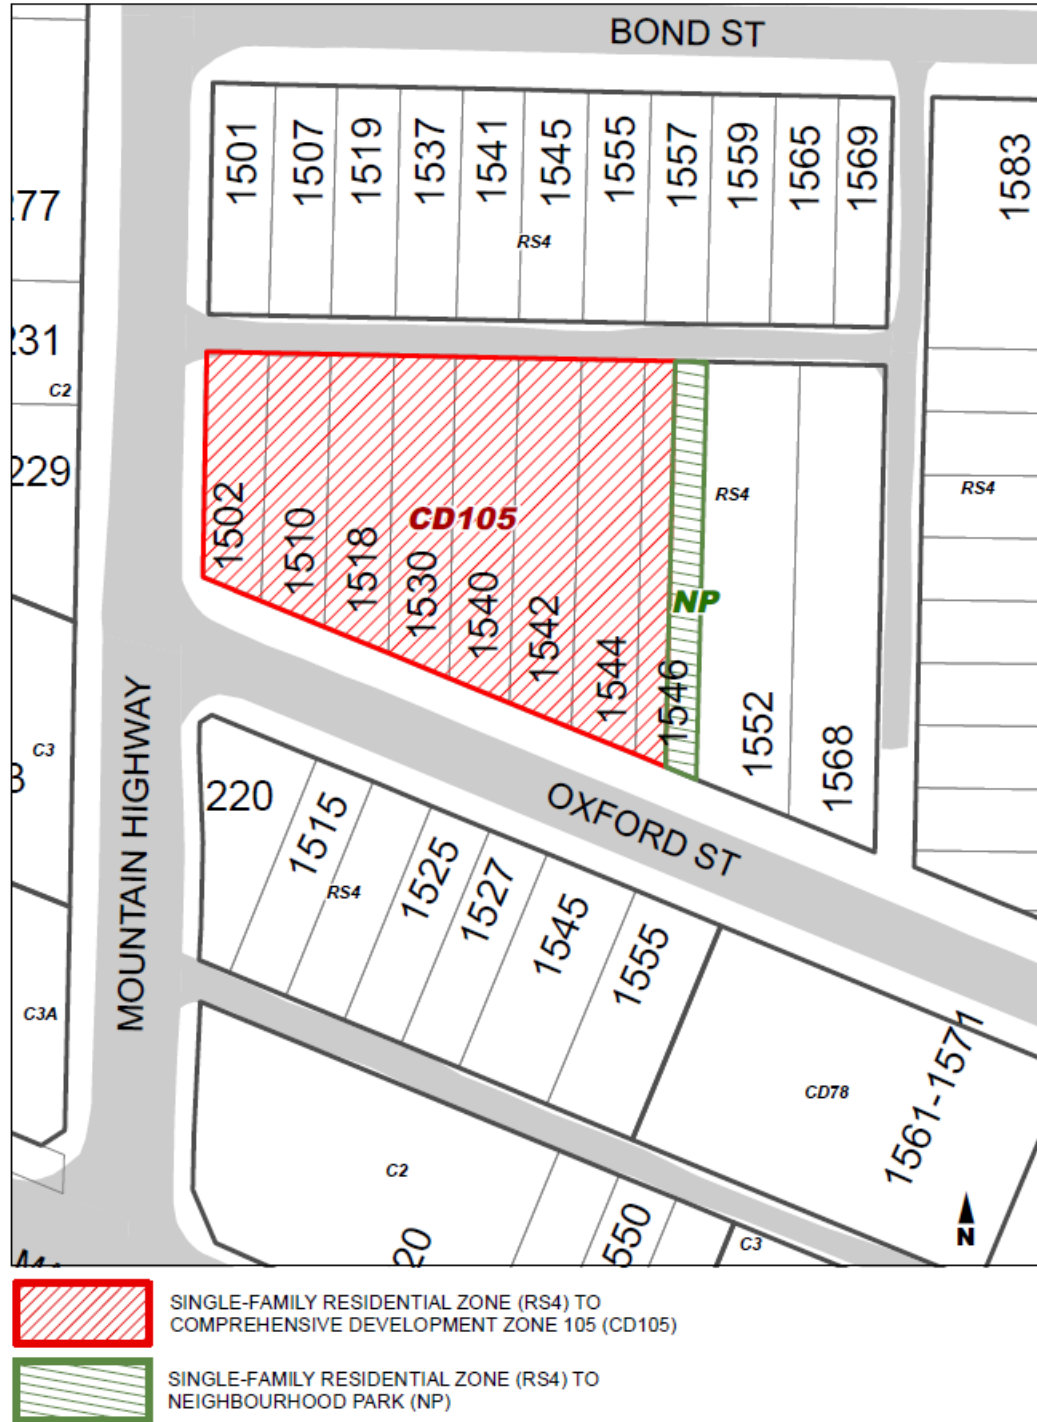 BOND ST
1501
1507
1519
1537
1541
1545
1555
1557
1559
1565
1569
1583
RS4
277
231
C2
229
C3
C3A
MOUNTAIN HIGHWAY
1502
1510
1518
1530
1540
1542
1544
1546
CD105
NP
RS4
1552
1568
RS4
OXFORD ST
220
1515
1525
1527
1545
1555
RS4
CD78
1561-1571
C2
20
550
C3
N
SINGLE-FAMILY RESIDENTIAL ZONE (RS4) TO
COMPREHENSIVE DEVELOPMENT ZONE 105 (CD105)
SINGLE-FAMILY RESIDENTIAL ZONE (RS4) TO
NEIGHBOURHOOD PARK (NP)